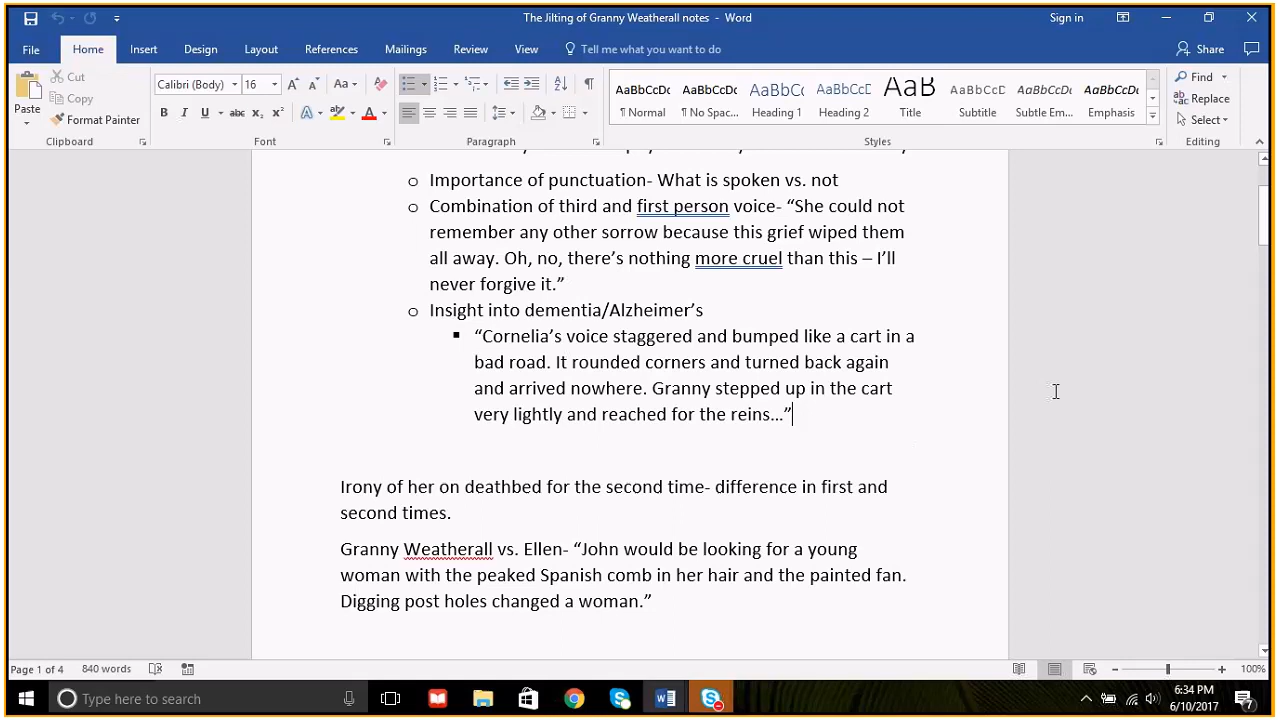 The Jilting of Granny Weatherall notes - Word
Sign in
File Home Insert Design Layout References Mailings Review View Tell me what you want to do Share
Paste
Cut
Copy
Format Painter
Clipboard
Calibri (Body) 16
Font
Paragraph
AaBbCcDc AaBbCcDc AaBbCc AaBbCcC AaB AaBbCcD AaBbCcDc AaBbCcDc
¶ Normal ¶ No Spac... Heading 1 Heading 2 Title Subtitle Subtle Em... Emphasis
Styles
Find
Replace
Select
Editing
o Importance of punctuation- What is spoken vs. not
o Combination of third and first person voice- “She could not
remember any other sorrow because this grief wiped them
all away. Oh, no, there’s nothing more cruel than this – I’ll
never forgive it.”
o Insight into dementia/Alzheimer’s
▪ “Cornelia’s voice staggered and bumped like a cart in a
bad road. It rounded corners and turned back again
and arrived nowhere. Granny stepped up in the cart
very lightly and reached for the reins…”
Irony of her on deathbed for the second time- difference in first and
second times.
Granny Weatherall vs. Ellen- “John would be looking for a young
woman with the peaked Spanish comb in her hair and the painted fan.
Digging post holes changed a woman.”
Page 1 of 4 840 words 100%
Type here to search
6:34 PM
6/10/2017